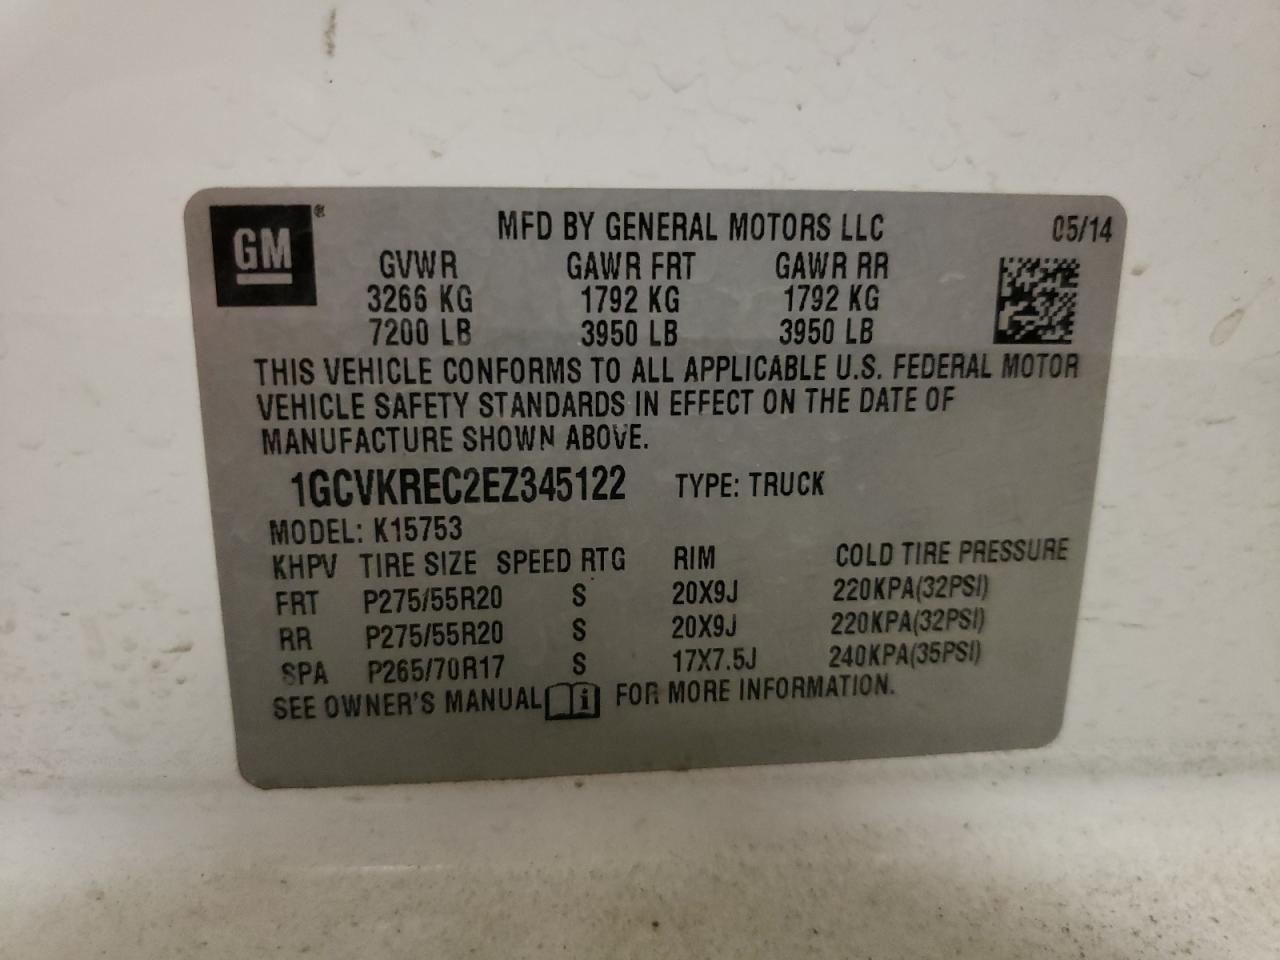 GM®
MFD BY GENERAL MOTORS LLC 05/14
GVWR GAWR FRT GAWR RR
3266 KG 1792 KG 1792 KG
7200 LB 3950 LB 3950 LB
THIS VEHICLE CONFORMS TO ALL APPLICABLE U.S. FEDERAL MOTOR
VEHICLE SAFETY STANDARDS IN EFFECT ON THE DATE OF
MANUFACTURE SHOWN ABOVE.
1GCVKREC2EZ345122 TYPE: TRUCK
MODEL: K15753
KHPV TIRE SIZE SPEED RTG RIM COLD TIRE PRESSURE
FRT P275/55R20 S 20X9J 220KPA(32PSI)
RR P275/55R20 S 20X9J 220KPA(32PSI)
SPA P265/70R17 S 17X7.5J 240KPA(35PSI)
SEE OWNER'S MANUAL i FOR MORE INFORMATION.